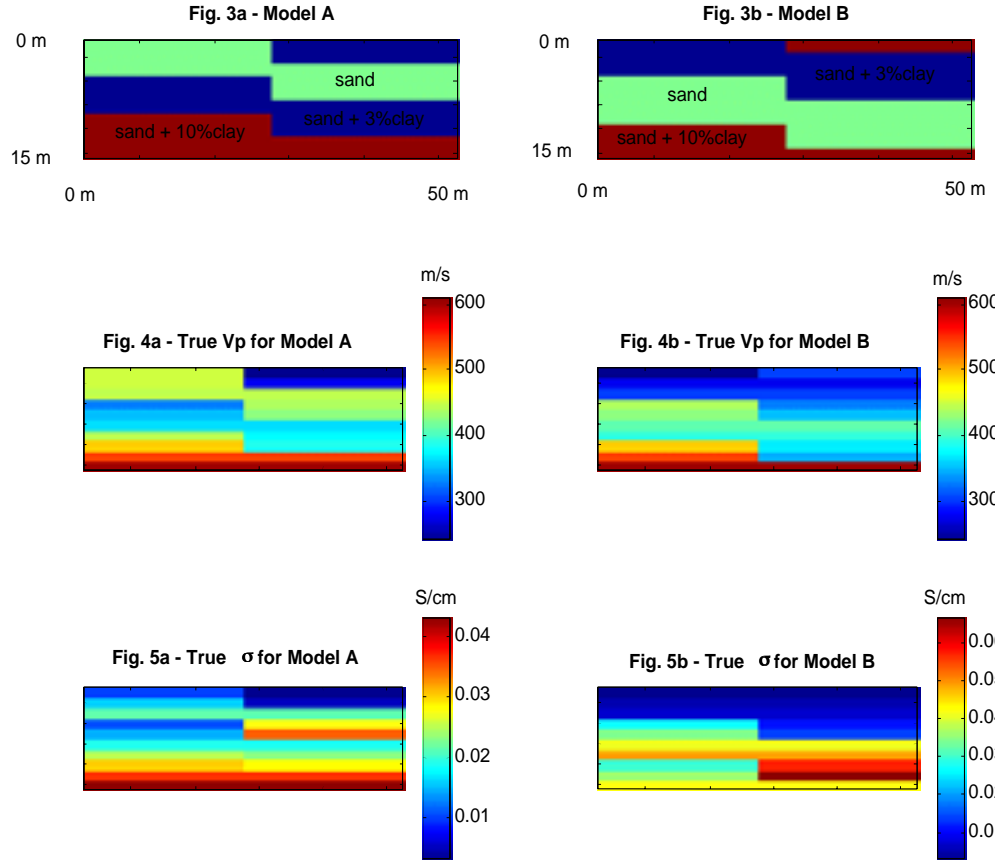 Fig. 3a - Model A
Fig. 3b - Model B
0 m
sand
sand + 3%clay
sand + 10%clay
15 m
0 m
50 m
0 m
sand + 3%clay
sand
sand + 10%clay
15 m
0 m
50 m
m/s
Fig. 4a - True Vp for Model A
600
500
400
300
m/s
Fig. 4b - True Vp for Model B
600
500
400
300
S/cm
Fig. 5a - True σ for Model A
0.04
0.03
0.02
0.01
S/cm
Fig. 5b - True σ for Model B